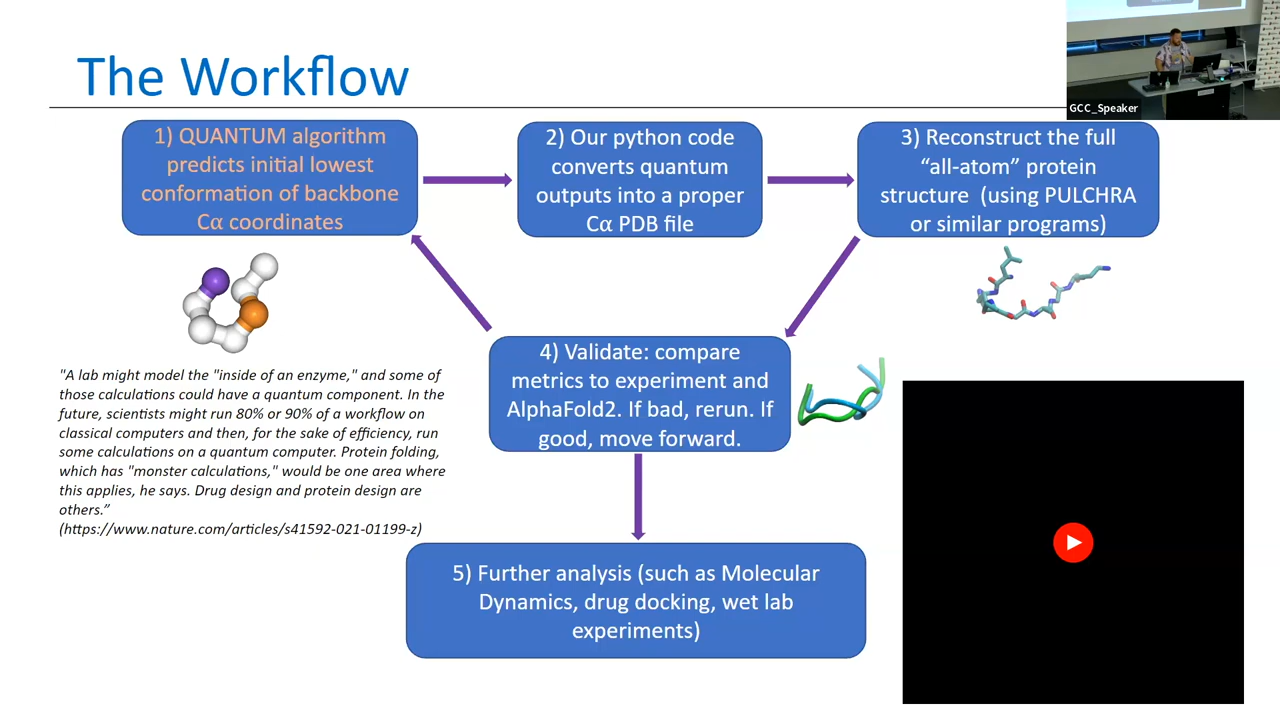 The Workflow
GCC_Speaker
1) QUANTUM algorithm
predicts initial lowest
conformation of backbone
Cα coordinates
2) Our python code
converts quantum
outputs into a proper
Cα PDB file
3) Reconstruct the full
“all-atom” protein
structure (using PULCHRA
or similar programs)
4) Validate: compare
metrics to experiment and
AlphaFold2. If bad, rerun. If
good, move forward.
"A lab might model the "inside of an enzyme," and some of
those calculations could have a quantum component. In the
future, scientists might run 80% or 90% of a workflow on
classical computers and then, for the sake of efficiency, run
some calculations on a quantum computer. Protein folding,
which has "monster calculations," would be one area where
this applies, he says. Drug design and protein design are
others.”
(https://www.nature.com/articles/s41592-021-01199-z)
5) Further analysis (such as Molecular
Dynamics, drug docking, wet lab
experiments)